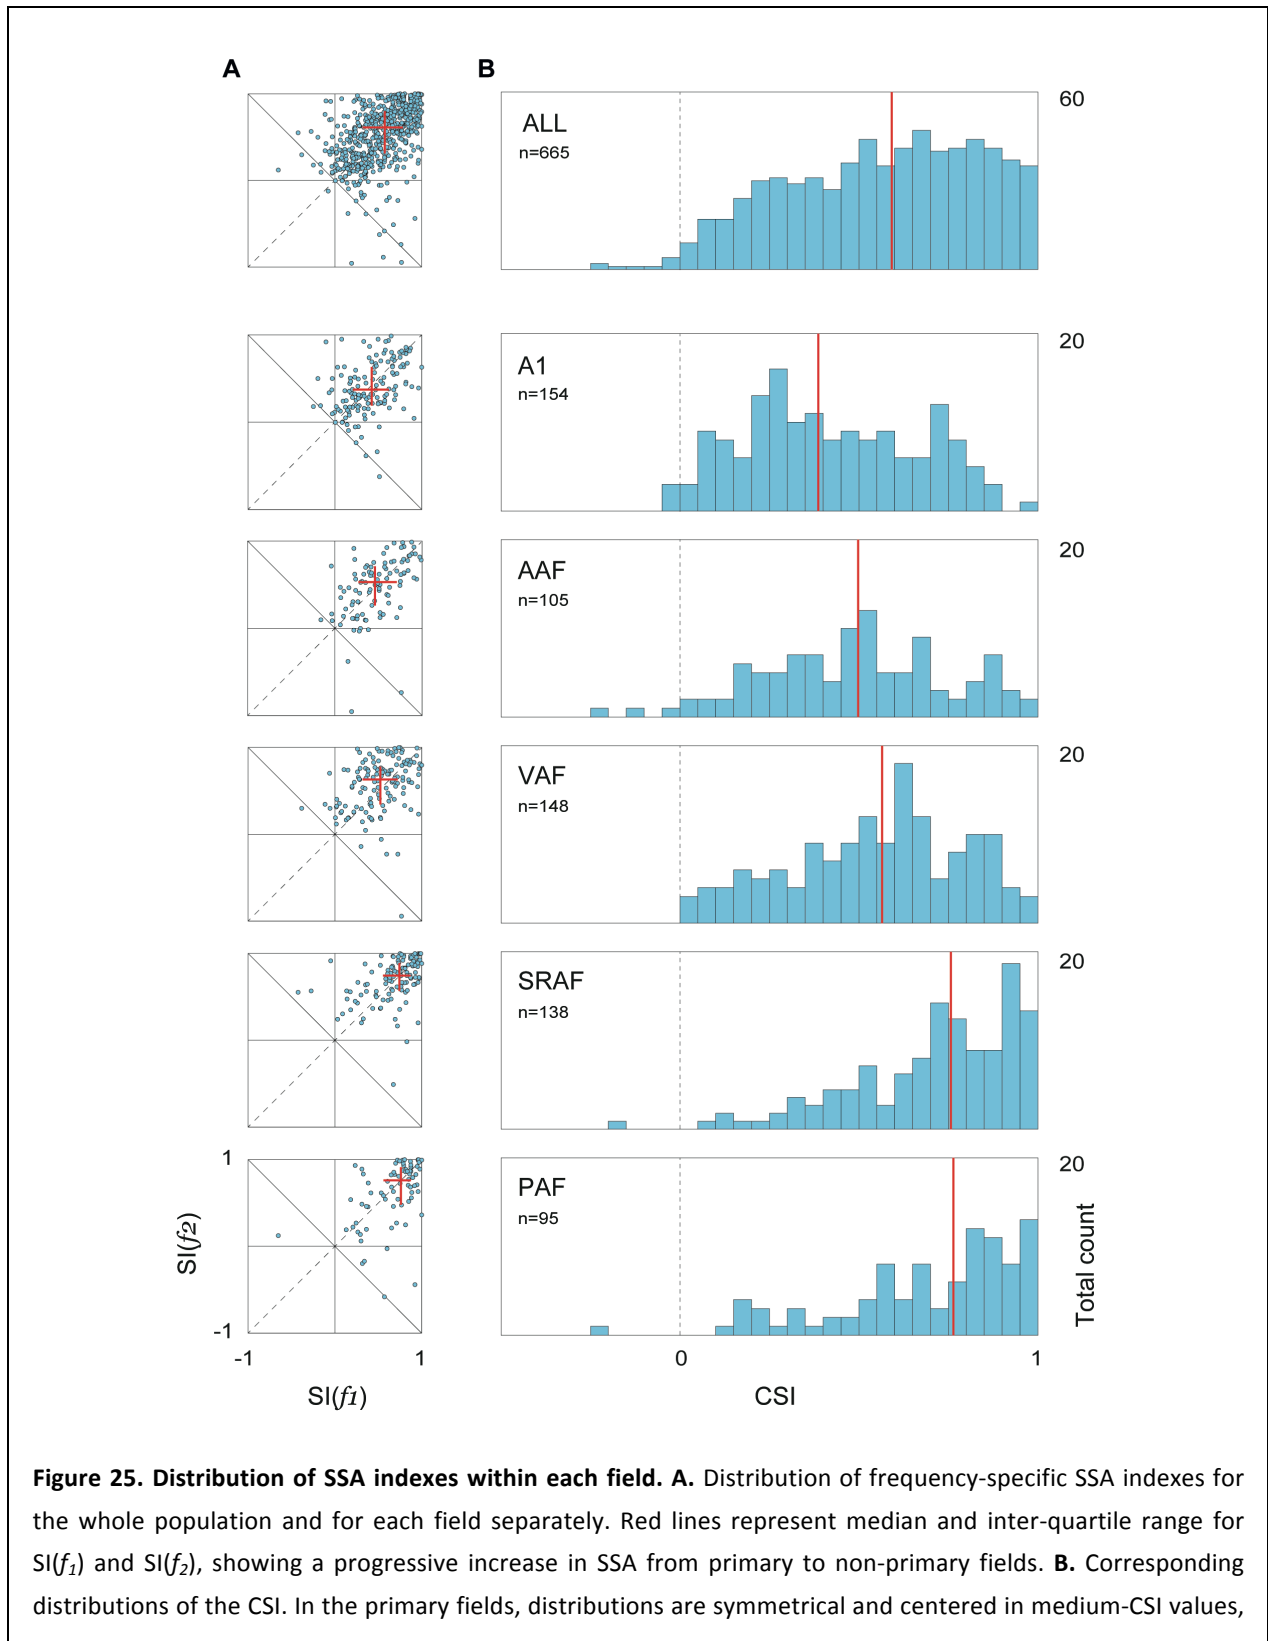 A
B
ALL
n=665
60
A1
n=154
20
AAF
n=105
20
VAF
n=148
20
SRAF
n=138
20
PAF
n=95
20
1
SI(f2)
-1
-1
1
SI(f1)
0
1
CSI
Total count
Figure 25. Distribution of SSA indexes within each field. A. Distribution of frequency-specific SSA indexes for
the whole population and for each field separately. Red lines represent median and inter-quartile range for
SI(f1) and SI(f2), showing a progressive increase in SSA from primary to non-primary fields. B. Corresponding
distributions of the CSI. In the primary fields, distributions are symmetrical and centered in medium-CSI values,